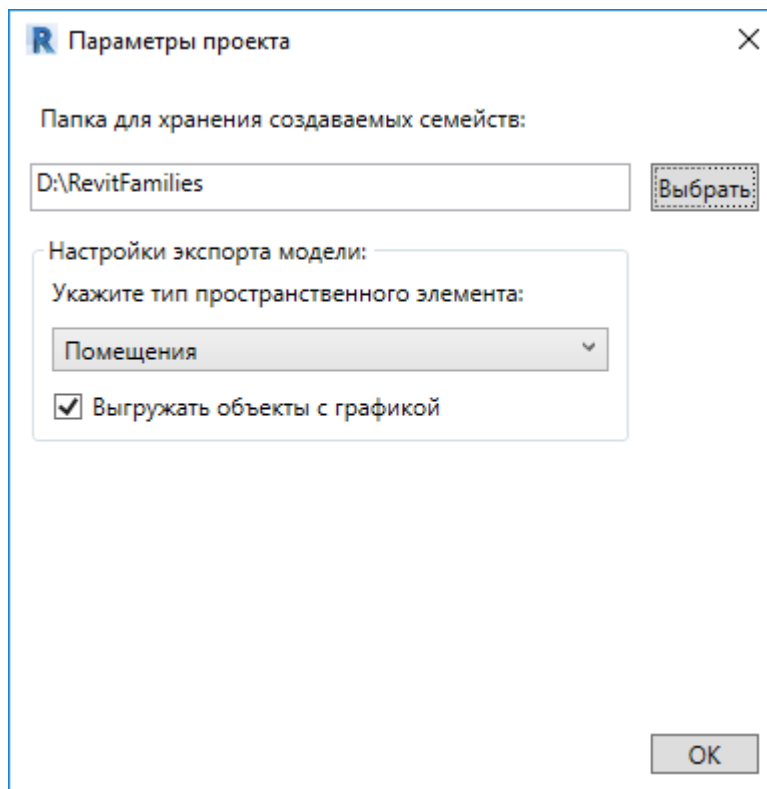 Параметры проекта
Папка для хранения создаваемых семейств:
D:\RevitFamilies
Выбрать
Настройки экспорта модели:
Укажите тип пространственного элемента:
Помещения
Выгружать объекты с графикой
OK